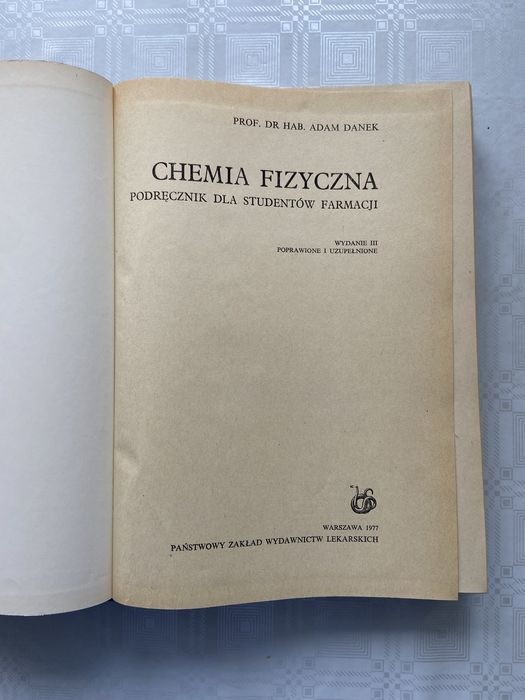 PROF. DR HAB. ADAM DANEK
CHEMIA FIZYCZNA
PODRĘCZNIK DLA STUDENTÓW FARMACJI
WYDANIE III
POPRAWIONE I UZUPEŁNIONE
WARSZAWA 1977
PAŃSTWOWY ZAKŁAD WYDAWNICTW LEKARSKICH